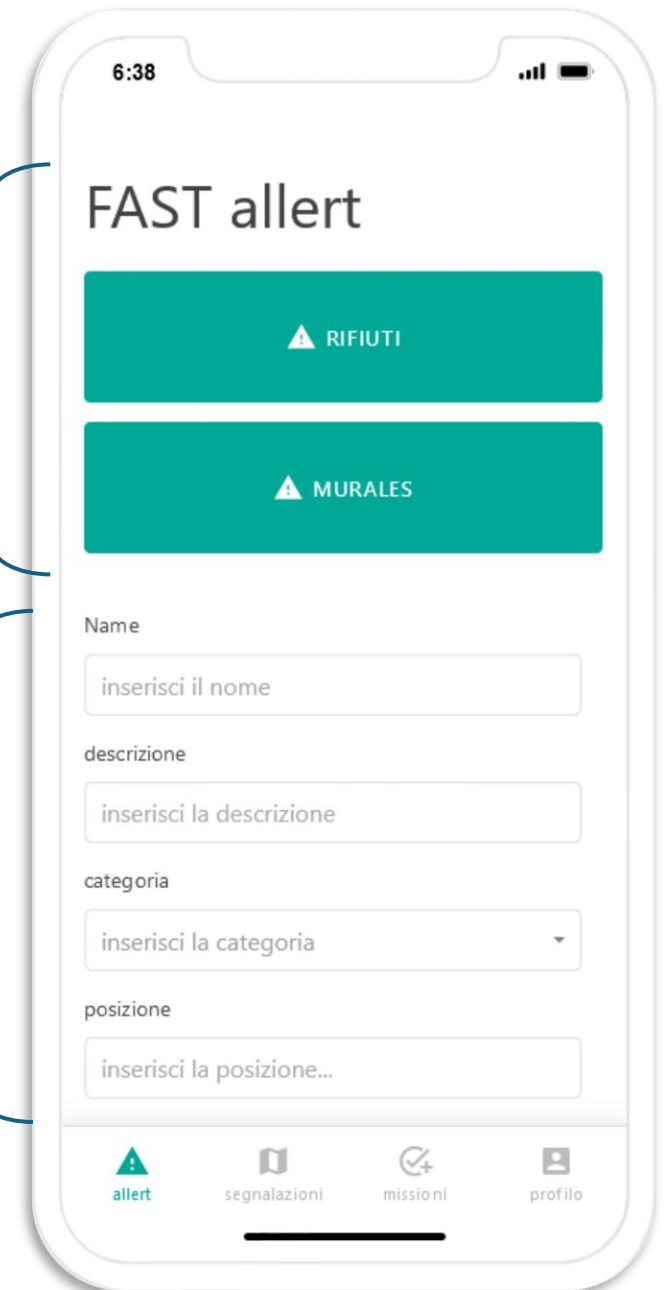 6:38
FAST allert
RIFIUTI
MURALES
Name
inserisci il nome
descrizione
inserisci la descrizione
categoria
inserisci la categoria
posizione
inserisci la posizione...
allert segnalazioni missioni profilo